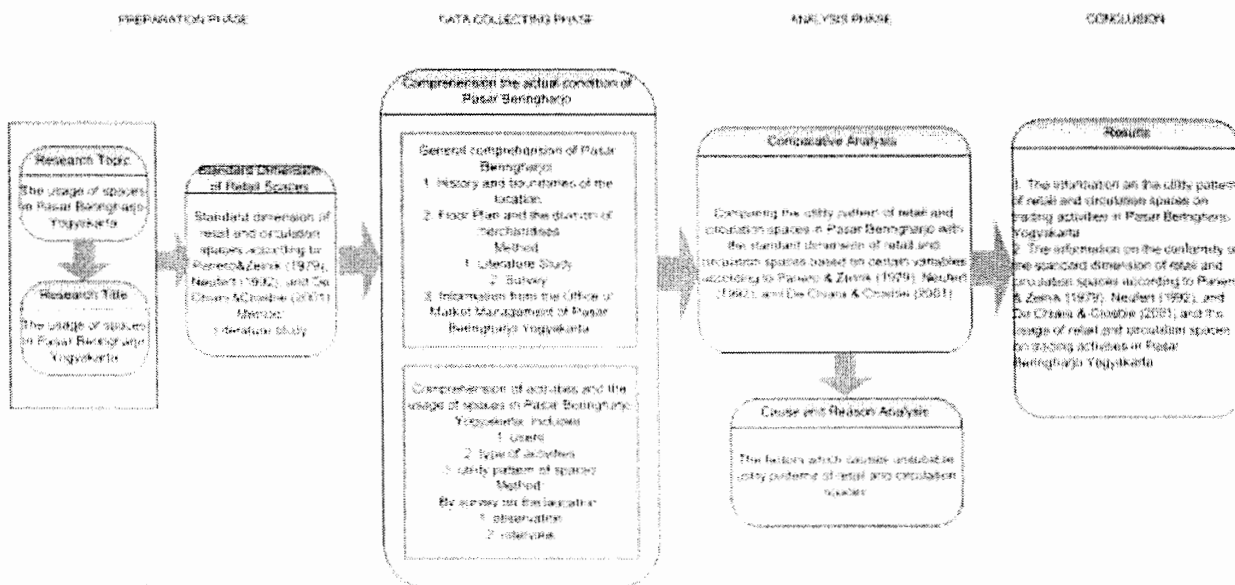 PREPARATION PHASE
DATA COLLECTING PHASE
ANALYSIS PHASE
CONCLUSION
Research Topic
The usage of spaces
in Pasar Beringharjo
Yogyakarta
Research Title
The usage of spaces
in Pasar Beringharjo
Yogyakarta
Standard Dimension
of Retail Spaces
Standard dimension of
retail and circulation
spaces according to
Panero&Zelnik (1979),
Neufert (1992), and De
Chiara &Crosbie (2001)
Method:
Literature Study
Comprehension the actual condition of
Pasar Beringharjo
General comprehension of Pasar
Beringharjo
1. History and boundaries of the
location
2. Floor Plan and the division of
merchandises
Method
1. Literature Study
2. Survey
3. Information from the Office of
Market Management of Pasar
Beringharjo Yogyakarta
Comprehension of activities and the
usage of spaces in Pasar Beringharjo
Yogyakarta, includes
1. users
2. type of activities
3. utility pattern of spaces
Method:
By survey on the location
1. observation
2. interview
Comparative Analysis
Comparing the utility pattern of retail and
circulation spaces in Pasar Beringharjo with
the standard dimension of retail and
circulation spaces based on certain variables
according to Panero & Zelnik (1979), Neufert
(1992), and De Chiara & Crosbie (2001)
Cause and Reason Analysis
The factors which causes unsuitable
utility patterns of retail and circulation
spaces
Results
1. The information on the utility pattern
of retail and circulation spaces on
trading activities in Pasar Beringharjo
Yogyakarta
2. The information on the conformity of
the standard dimension of retail and
circulation spaces according to Panero
& Zelnik (1979), Neufert (1992), and
De Chiara & Crosbie (2001) and the
usage of retail and circulation spaces
on trading activities in Pasar
Beringharjo Yogyakarta